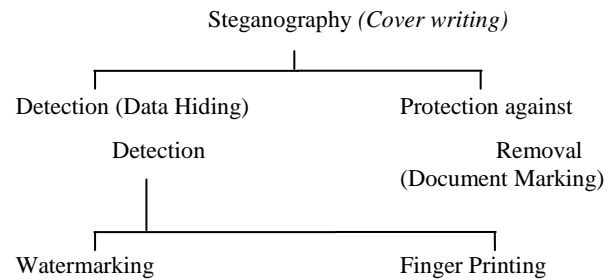 Steganography (Cover writing)
Detection (Data Hiding) Protection against
Detection Removal
(Document Marking)
Watermarking Finger Printing